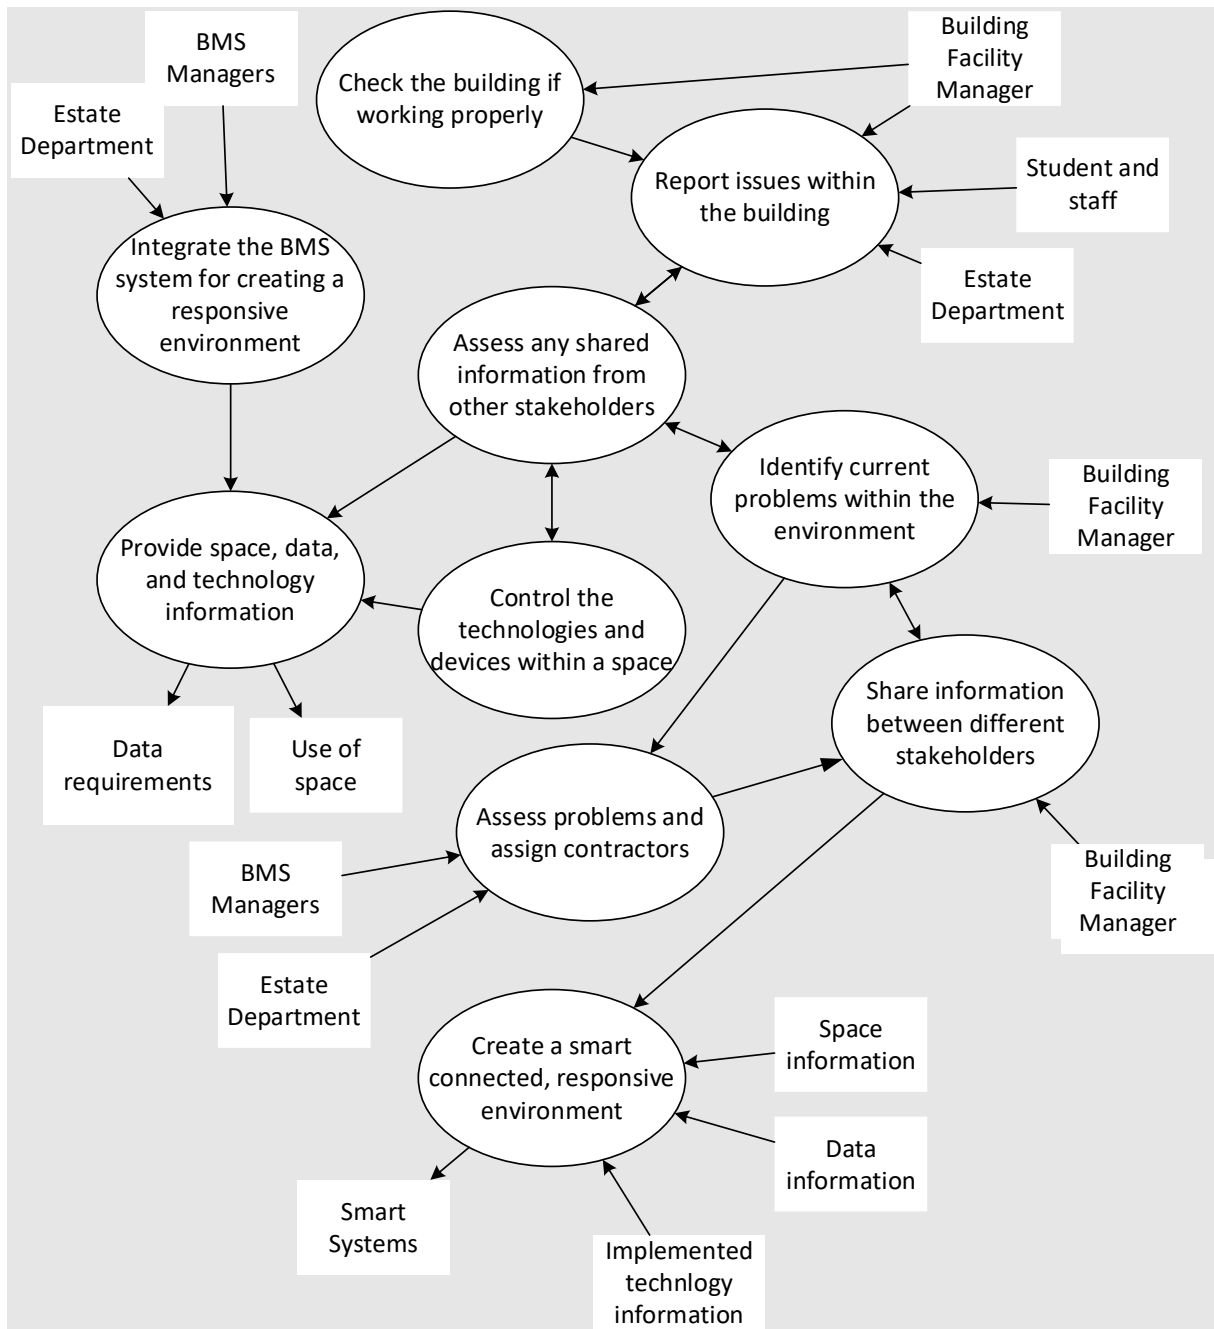 BMS
Managers
Estate
Department
Check the building if
working properly
Building
Facility
Manager
Report issues within
the building
Student and
staff
Integrate the BMS
system for creating a
responsive
environment
Estate
Department
Assess any shared
information from
other stakeholders
Identify current
problems within the
environment
Building
Facility
Manager
Provide space, data,
and technology
information
Control the
technologies and
devices within a space
Share information
between different
stakeholders
Data
requirements
Use of
space
Assess problems and
assign contractors
BMS
Managers
Building
Facility
Manager
Estate
Department
Create a smart
connected, responsive
environment
Space
information
Data
information
Smart
Systems
Implemented
technlogy
information